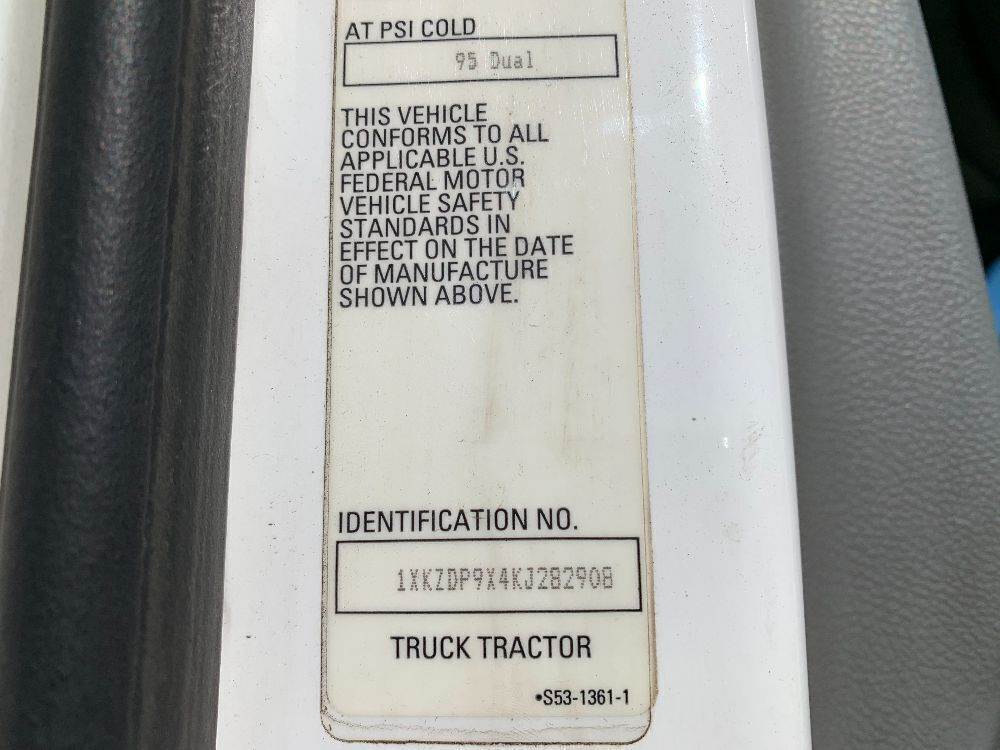 AT PSI COLD
95 Dual
THIS VEHICLE
CONFORMS TO ALL
APPLICABLE U.S.
FEDERAL MOTOR
VEHICLE SAFETY
STANDARDS IN
EFFECT ON THE DATE
OF MANUFACTURE
SHOWN ABOVE.
IDENTIFICATION NO.
1XKZDP9X4KJ282908
TRUCK TRACTOR
•S53-1361-1